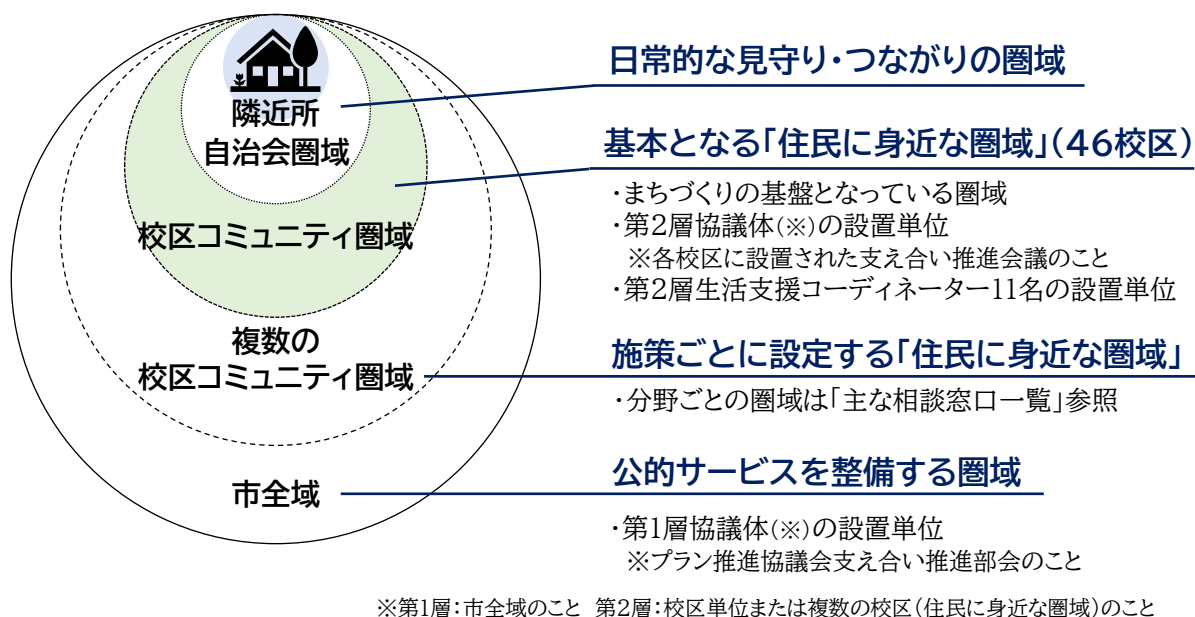 隣近所
自治会圏域
校区コミュニティ圏域
複数の
校区コミュニティ圏域
市全域
日常的な見守り・つながりの圏域
基本となる「住民に身近な圏域」(46校区)
・まちづくりの基盤となっている圏域
・第2層協議体(※)の設置単位
※各校区に設置された支え合い推進会議のこと
・第2層生活支援コーディネーター11名の設置単位
施策ごとに設定する「住民に身近な圏域」
・分野ごとの圏域は「主な相談窓口一覧」参照
公的サービスを整備する圏域
・第1層協議体(※)の設置単位
※プラン推進協議会支え合い推進部会のこと
※第1層:市全域のこと 第2層:校区単位または複数の校区(住民に身近な圏域)のこと